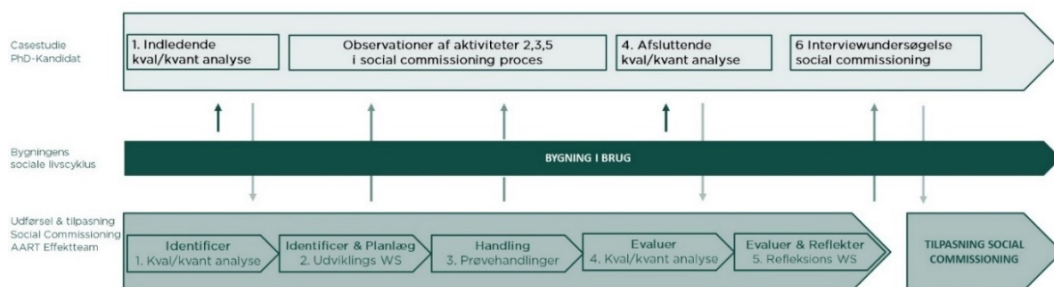 Casestudie
PhD-Kandidat
1. Indledende
kval/kvant analyse
Observationer af aktiviteter 2,3,5
i social commissioning proces
4. Afsluttende
kval/kvant analyse
6 Interviewundersøgelse
social commissioning
Bygningens
sociale livscyklus
BYGNING I BRUG
Udførsel & tilpasning
Social Commissioning
AART Effektteam
Identificer
1. Kval/kvant analyse
Identificer & Planlæg
2. Udviklings WS
Handling
3. Prøvehandlinger
Evaluer
4. Kval/kvant analyse
Evaluer & Reflekter
5. Refleksions WS
TILPASNING SOCIAL
COMMISSIONING